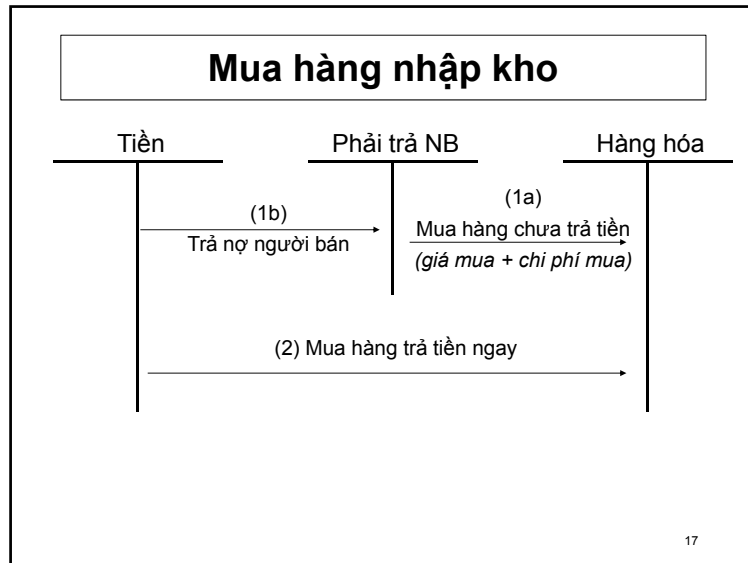 Mua hàng nhập kho
Tiền Phải trả NB Hàng hóa
(1a)
(1b)
Mua hàng chưa trả tiền
Trả nợ người bán
(giá mua + chi phí mua)
(2) Mua hàng trả tiền ngay
17